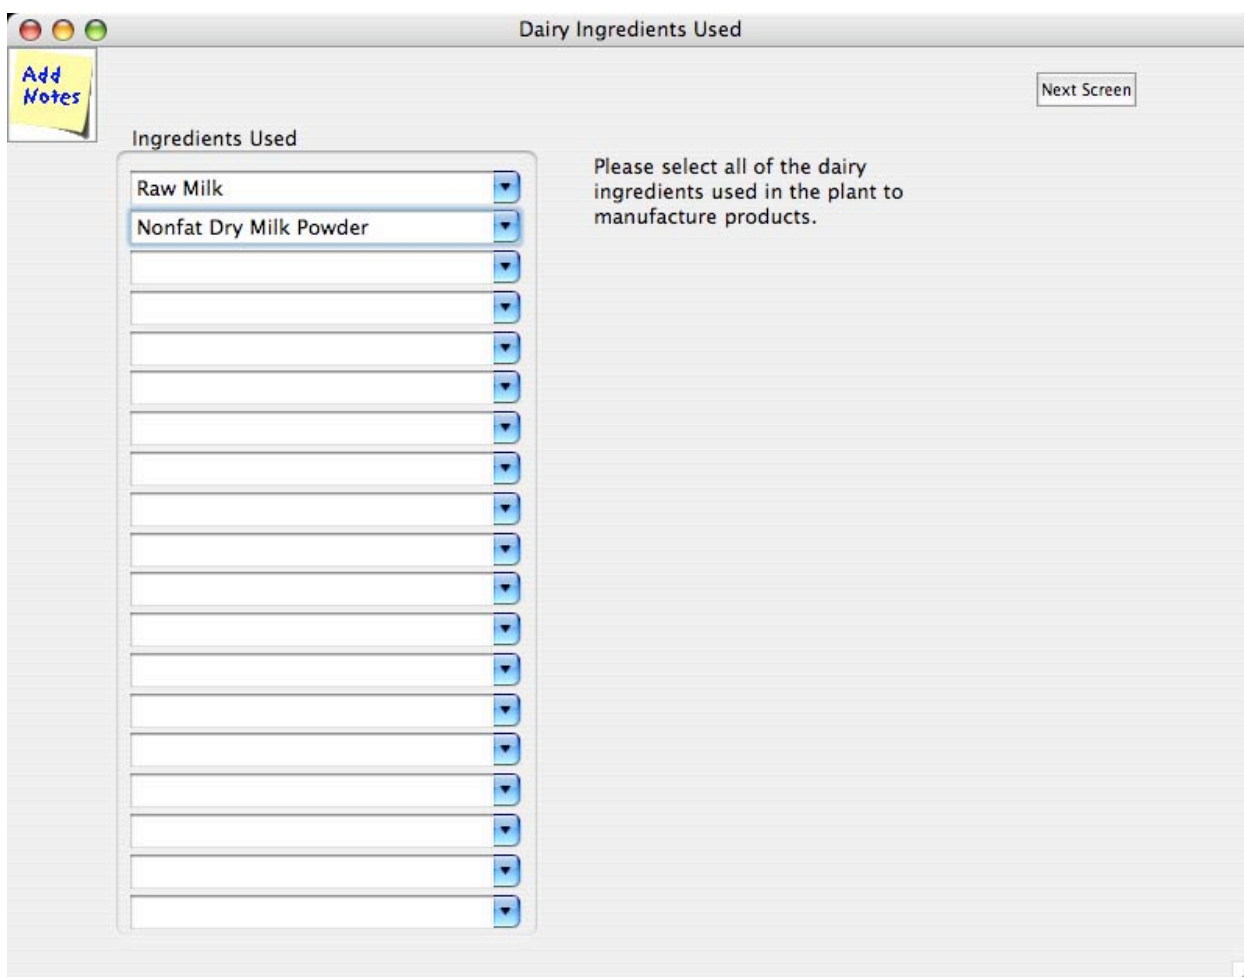 Dairy Ingredients Used
Add
Notes
Next Screen
Ingredients Used
Raw Milk
Nonfat Dry Milk Powder
Please select all of the dairy
ingredients used in the plant to
manufacture products.